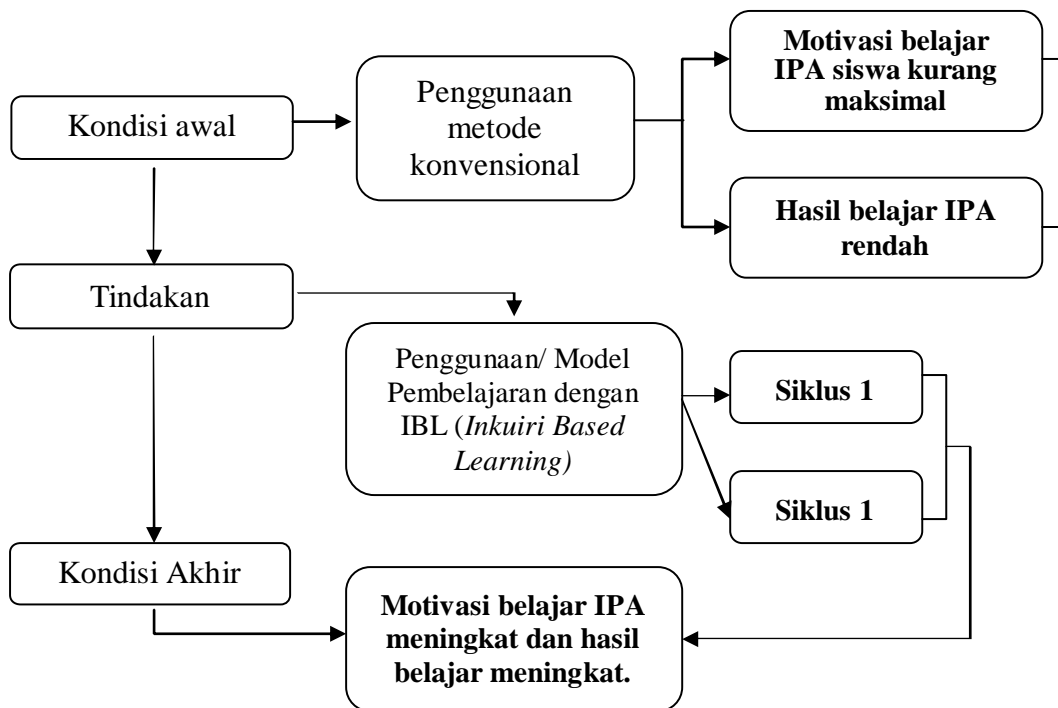 Kondisi awal
Penggunaan
metode
konvensional
Motivasi belajar
IPA siswa kurang
maksimal
Hasil belajar IPA
rendah
Tindakan
Penggunaan/ Model
Pembelajaran dengan
IBL (Inkuiri Based
Learning)
Siklus 1
Siklus 1
Kondisi Akhir
Motivasi belajar IPA
meningkat dan hasil
belajar meningkat.